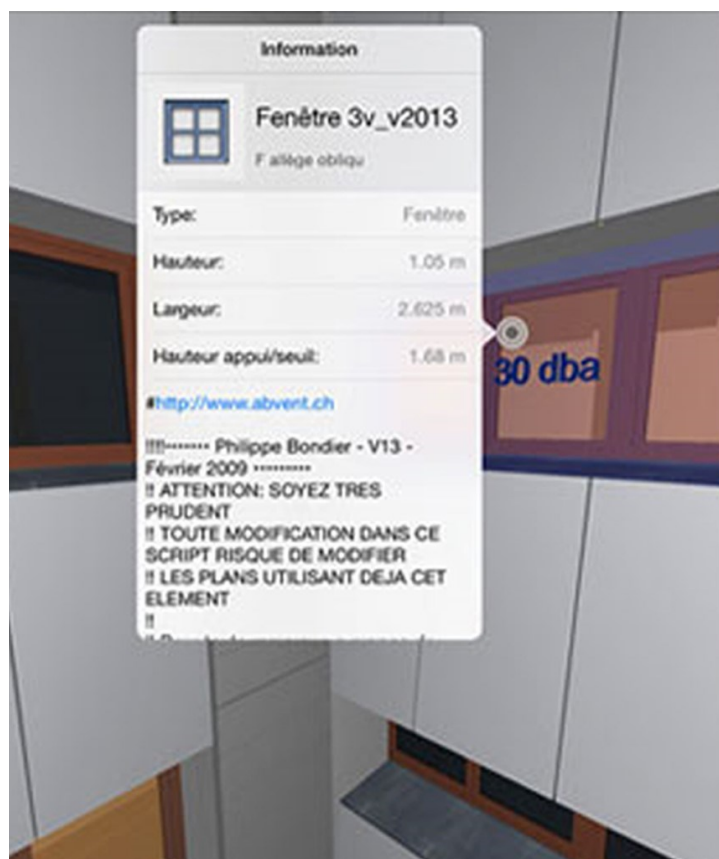 Information
Fenêtre 3v_v2013
F allège obliqu
Type: Fenêtre
Hauteur: 1.05 m
Largeur: 2.625 m
Hauteur appui/seuil: 1.68 m
#http://www.abvent.ch
!!!!------- Philippe Bondier - V13 -
Février 2009 ---------
!! ATTENTION: SOYEZ TRES
PRUDENT
!! TOUTE MODIFICATION DANS CE
SCRIPT RISQUE DE MODIFIER
!! LES PLANS UTILISANT DEJA CET
ELEMENT
!!
30 dba